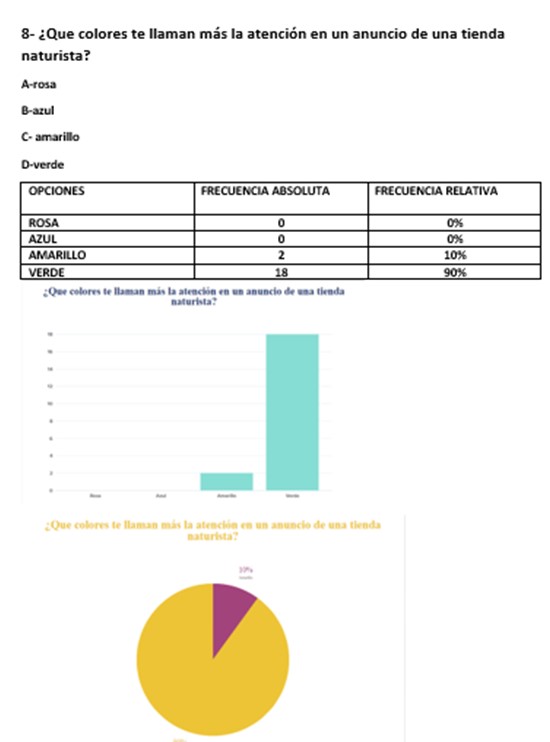 8- ¿Que colores te llaman más la atención en un anuncio de una tienda
naturista?
A-rosa
B-azul
C- amarillo
D-verde
OPCIONES FRECUENCIA ABSOLUTA FRECUENCIA RELATIVA
ROSA 0 0%
AZUL 0 0%
AMARILLO 2 10%
VERDE 18 90%
¿Que colores te llaman más la atención en un anuncio de una tienda
naturista?
Rosa Azul Amarillo Verde
¿Que colores te llaman más la atención en un anuncio de una tienda
naturista?
10%